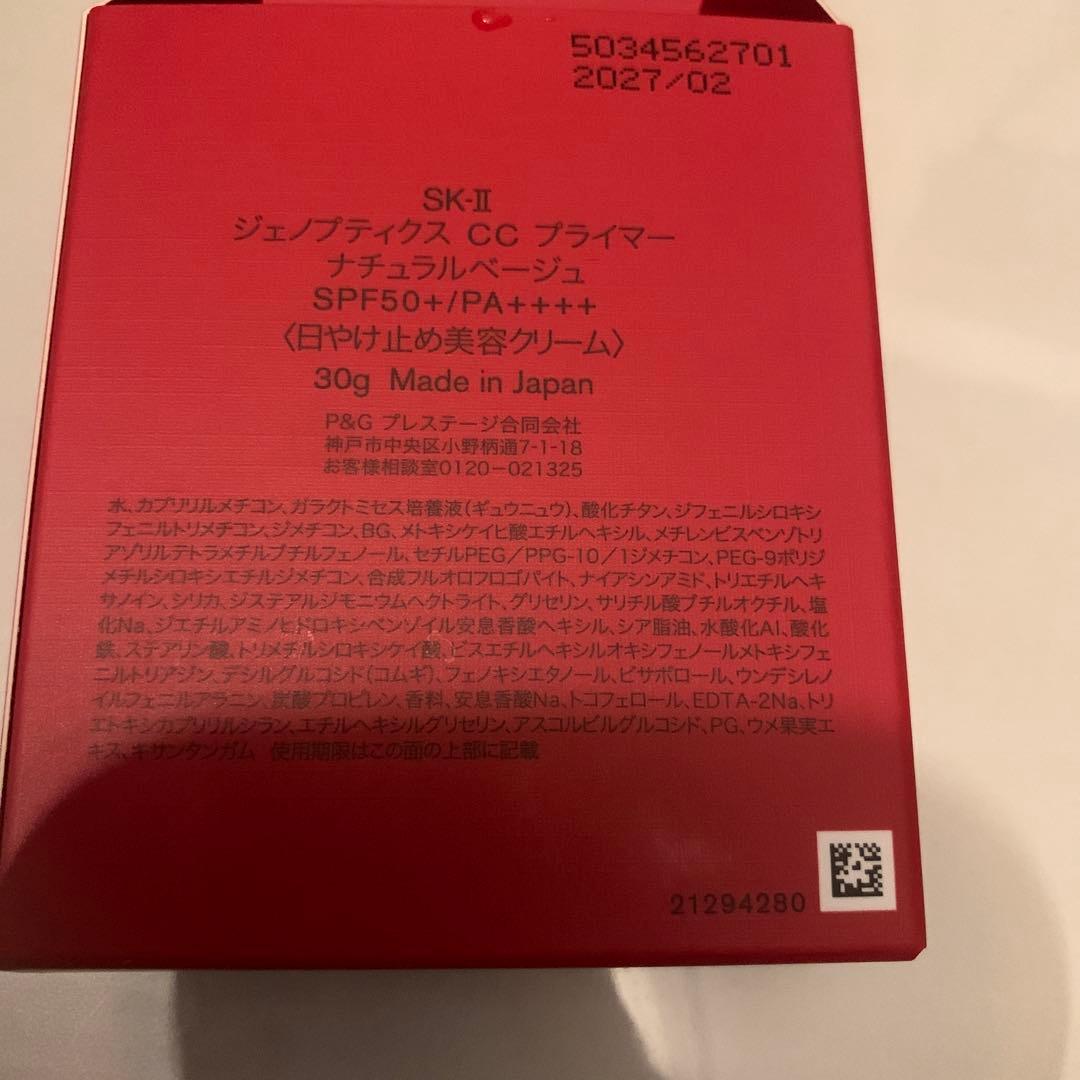 5034562701
2027/02
SK-II
ジェノプティクス CC プライマー
ナチュラルベージュ
SPF50+/PA++++
〈日やけ止め美容クリーム〉
30g Made in Japan
P&G プレステージ合同会社
神戸市中央区小野柄通7-1-18
お客様相談室0120-021325
水、カプリリルメチコン、ガラクトミセス培養液(ギュウニュウ)、酸化チタン、ジフェニルシロキシ
フェニルトリメチコン、ジメチコン、BG、メトキシケイヒ酸エチルヘキシル、メチレンビスベンゾトリ
アゾリルテトラメチルブチルフェノール、セチルPEG/PPG-10/1ジメチコン、PEG-9ポリジ
メチルシロキシエチルジメチコン、合成フルオロフロゴパイト、ナイアシンアミド、トリエチルヘキ
サノイン、シリカ、ジステアルジモニウムヘクトライト、グリセリン、サリチル酸ブチルオクチル、塩
化Na、ジエチルアミノヒドロキシベンゾイル安息香酸ヘキシル、シア脂油、水酸化Al、酸化
鉄、ステアリン酸、トリメチルシロキシケイ酸、ビスエチルヘキシルオキシフェノールメトキシフェ
ニルトリアジン、デシルグルコシド(コムギ)、フェノキシエタノール、ビサボロール、ウンデシレノ
イルフェニルアラニン、炭酸プロピレン、香料、安息香酸Na、トコフェロール、EDTA-2Na、トリ
エトキシカプリリルシラン、エチルヘキシルグリセリン、アスコルビルグルコシド、PG、ウメ果実エ
キス、キサンタンガム 使用期限はこの面の上部に記載
21294280